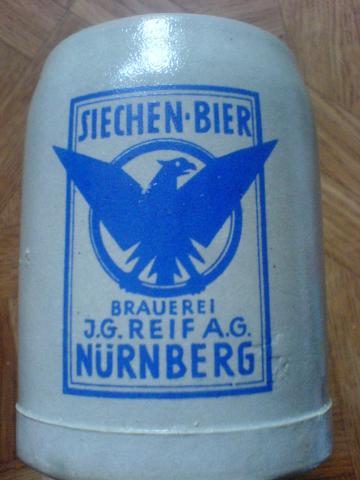 SIECHEN-BIER
BRAUEREI
J.G. REIF A.G.
NÜRNBERG